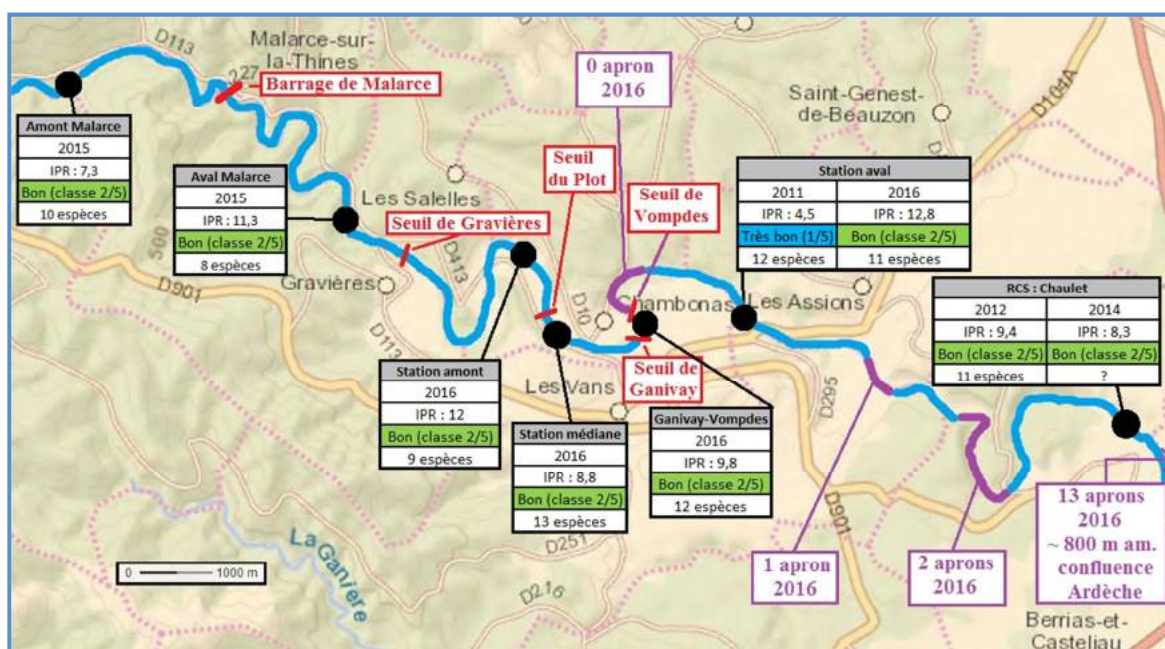 D113
Malarce-sur-
la-Thines
227
Barrage de Malarce
0 apron
2016
Saint-Genest-
de-Beauzon
D104A
Amont Malarce
2015
IPR : 7,3
Bon (classe 2/5)
10 espèces
Aval Malarce
2015
IPR : 11,3
Bon (classe 2/5)
8 espèces
Les Salelles
Seuil
du Plot
Seuil de
Vompdes
Station aval
2011 2016
IPR : 4,5 IPR : 12,8
Très bon (1/5) Bon (classe 2/5)
12 espèces 11 espèces
Seuil de Gravières
500
D413
Gravières
D901
D10
Chambonas
Les Assions
RCS : Chaulet
2012 2014
IPR : 9,4 IPR : 8,3
Bon (classe 2/5) Bon (classe 2/5)
11 espèces ?
D113
Station amont
2016
IPR : 12
Bon (classe 2/5)
9 espèces
Les Vans
Seuil de
Ganivay
D295
Station médiane
2016
IPR : 8,8
Bon (classe 2/5)
13 espèces
Ganivay-Vompdes
2016
IPR : 9,8
Bon (classe 2/5)
12 espèces
D901
La Ganière
D251
D216
0 1000 m
1 apron
2016
2 aprons
2016
13 aprons
2016
~ 800 m am.
confluence
Ardèche
Berrias-et-
Casteljau